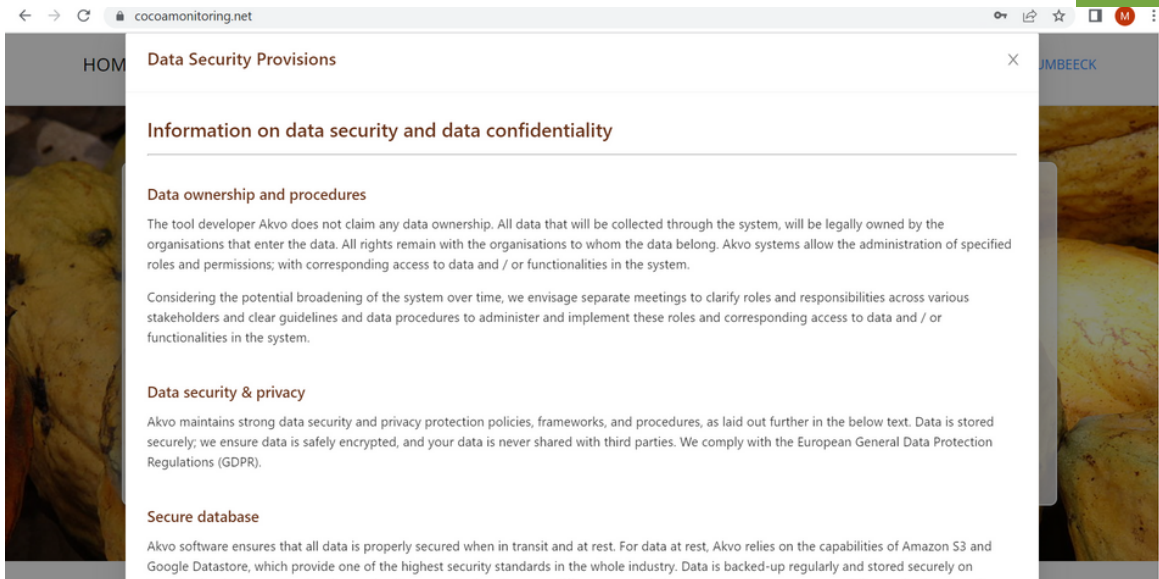 cocoamonitoring.net
M
HOM
UMBEECK
Data Security Provisions
Information on data security and data confidentiality
Data ownership and procedures
The tool developer Akvo does not claim any data ownership. All data that will be collected through the system, will be legally owned by the
organisations that enter the data. All rights remain with the organisations to whom the data belong. Akvo systems allow the administration of specified
roles and permissions; with corresponding access to data and / or functionalities in the system.
Considering the potential broadening of the system over time, we envisage separate meetings to clarify roles and responsibilities across various
stakeholders and clear guidelines and data procedures to administer and implement these roles and corresponding access to data and / or
functionalities in the system.
Data security & privacy
Akvo maintains strong data security and privacy protection policies, frameworks, and procedures, as laid out further in the below text. Data is stored
securely; we ensure data is safely encrypted, and your data is never shared with third parties. We comply with the European General Data Protection
Regulations (GDPR).
Secure database
Akvo software ensures that all data is properly secured when in transit and at rest. For data at rest, Akvo relies on the capabilities of Amazon S3 and
Google Datastore, which provide one of the highest security standards in the whole industry. Data is backed-up regularly and stored securely on